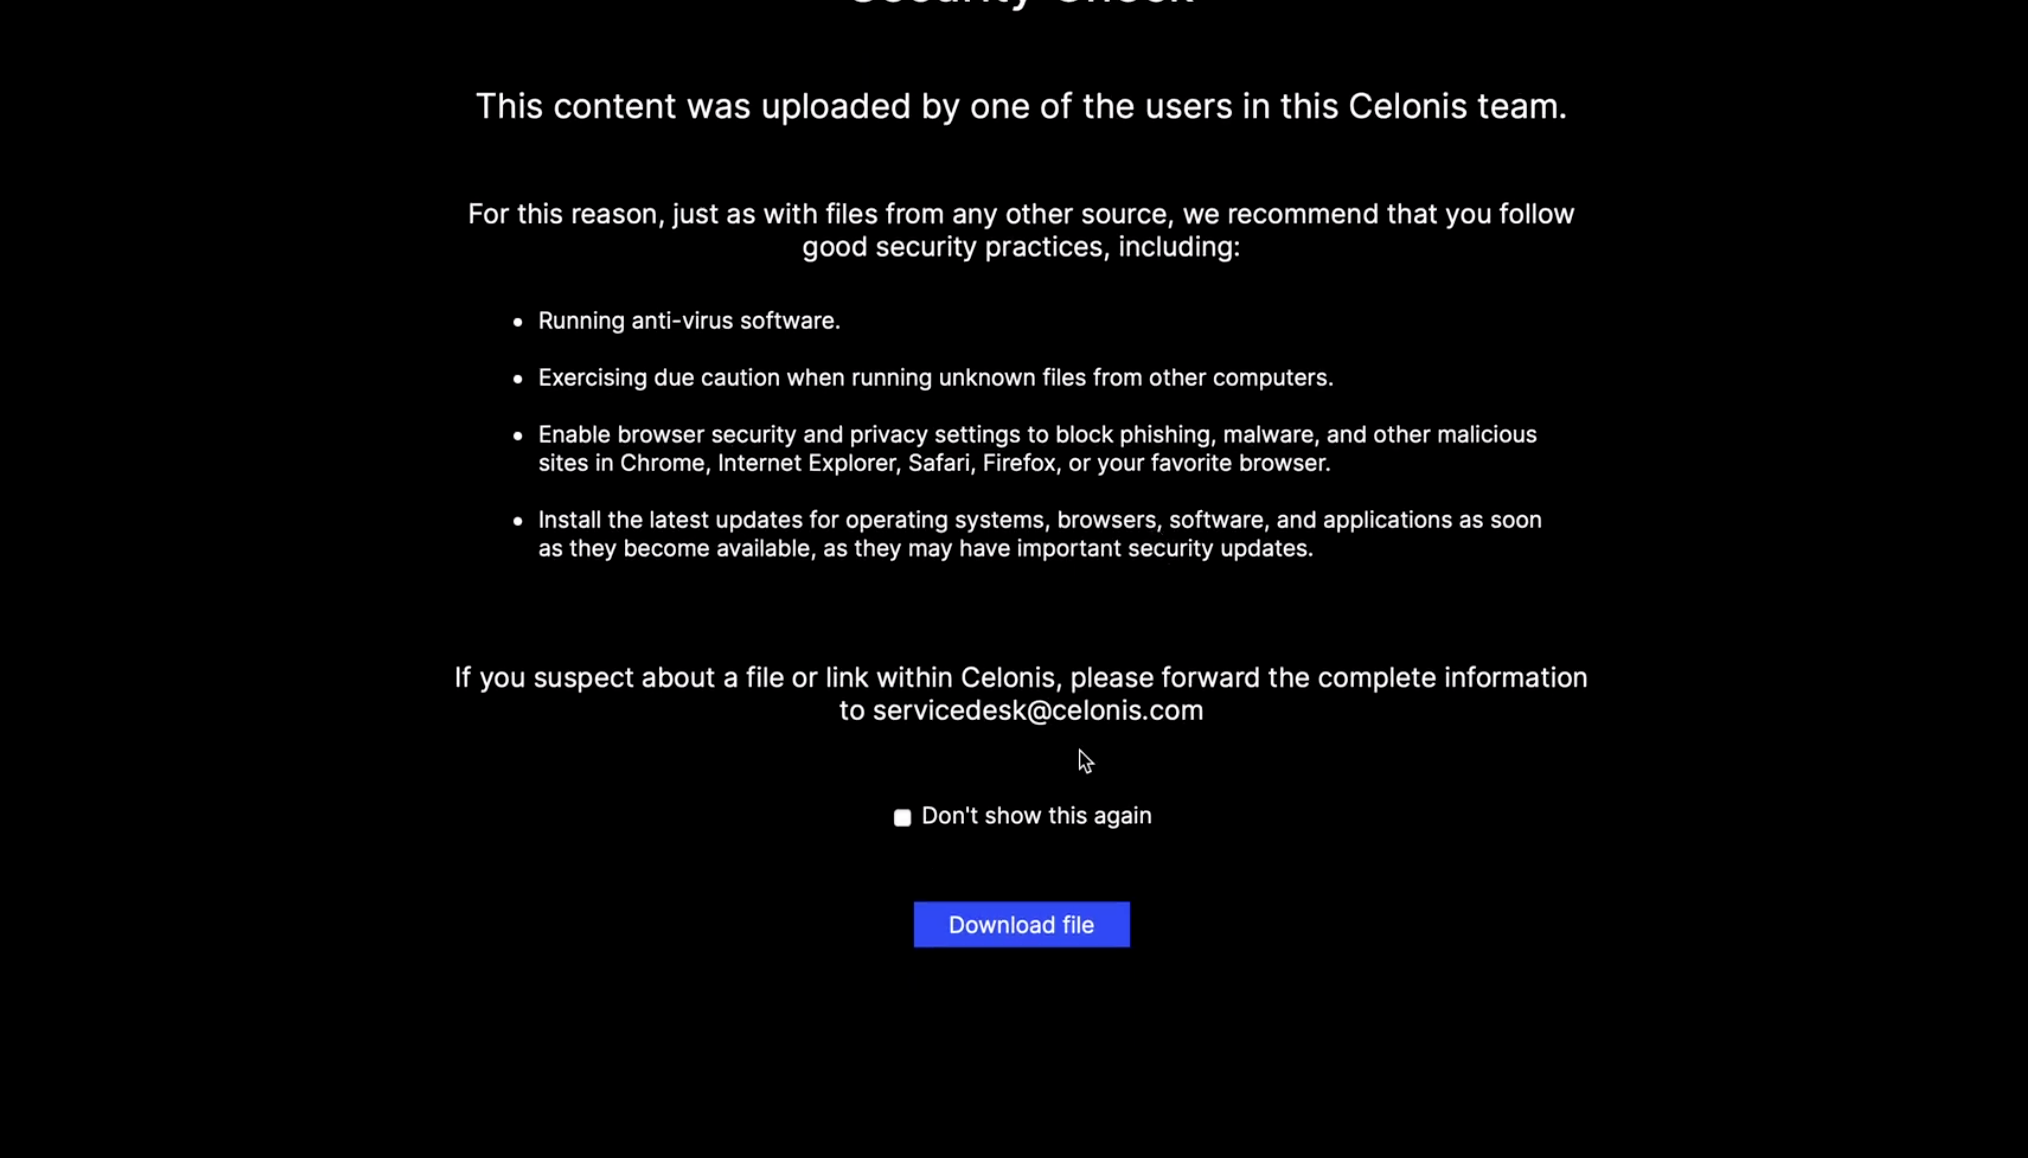 Security Check
This content was uploaded by one of the users in this Celonis team.
For this reason, just as with files from any other source, we recommend that you follow
good security practices, including:
• Running anti-virus software.
• Exercising due caution when running unknown files from other computers.
• Enable browser security and privacy settings to block phishing, malware, and other malicious
sites in Chrome, Internet Explorer, Safari, Firefox, or your favorite browser.
• Install the latest updates for operating systems, browsers, software, and applications as soon
as they become available, as they may have important security updates.
If you suspect about a file or link within Celonis, please forward the complete information
to servicedesk@celonis.com
Don't show this again
Download file